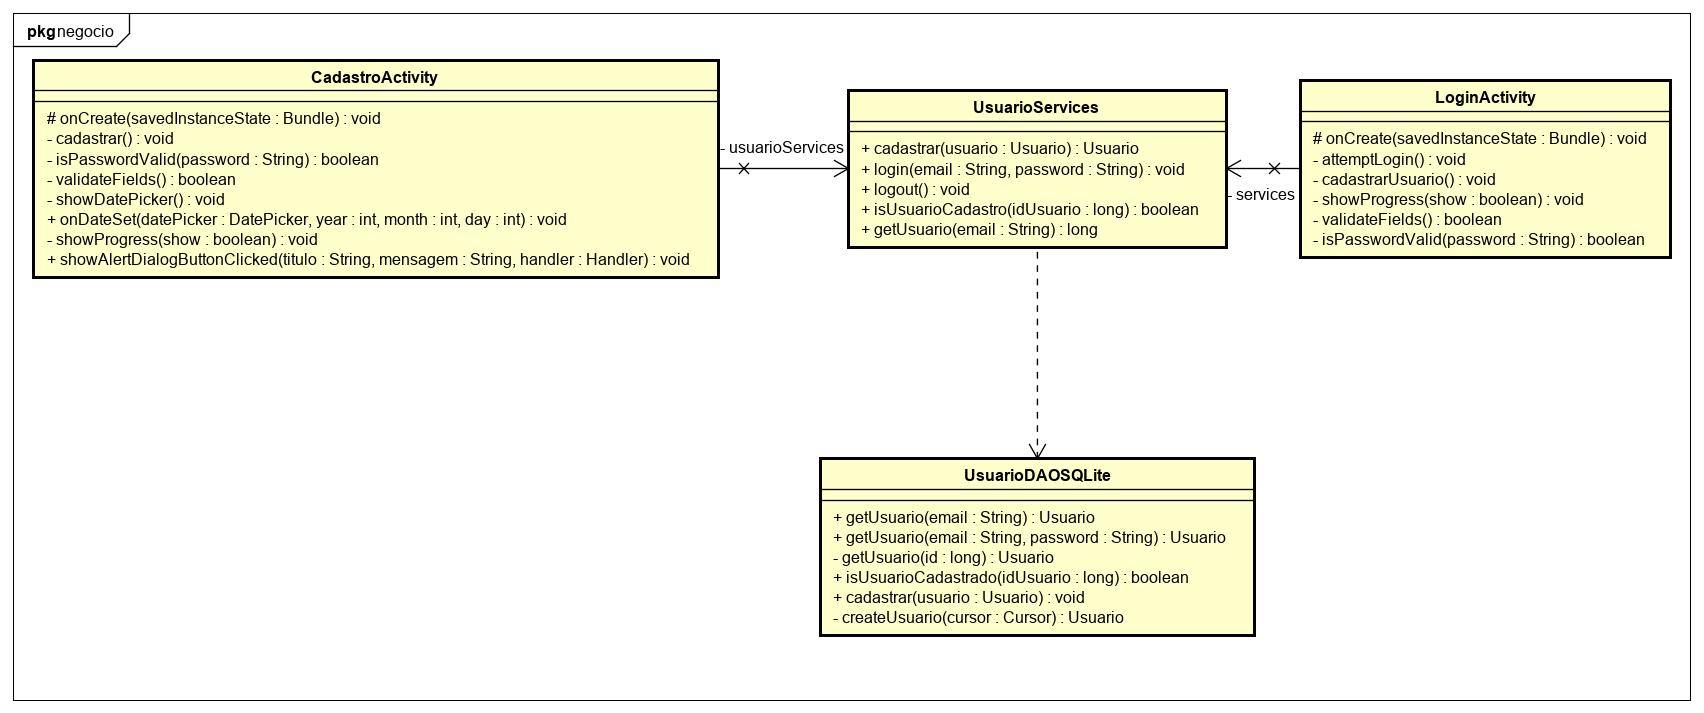 pkg negocio
CadastroActivity
# onCreate(savedInstanceState : Bundle) : void
- cadastrar() : void
- isPasswordValid(password : String) : boolean
- validateFields() : boolean
- showDatePicker() : void
+ onDateSet(datePicker : DatePicker, year : int, month : int, day : int) : void
- showProgress(show : boolean) : void
+ showAlertDialogButtonClicked(titulo : String, mensagem : String, handler : Handler) : void
- usuarioServices
UsuarioServices
+ cadastrar(usuario : Usuario) : Usuario
+ login(email : String, password : String) : void
+ logout() : void
+ isUsuarioCadastro(idUsuario : long) : boolean
+ getUsuario(email : String) : long
- services
LoginActivity
# onCreate(savedInstanceState : Bundle) : void
- attemptLogin() : void
- cadastrarUsuario() : void
- showProgress(show : boolean) : void
- validateFields() : boolean
- isPasswordValid(password : String) : boolean
UsuarioDAOSQLite
+ getUsuario(email : String) : Usuario
+ getUsuario(email : String, password : String) : Usuario
- getUsuario(id : long) : Usuario
+ isUsuarioCadastrado(idUsuario : long) : boolean
+ cadastrar(usuario : Usuario) : void
- createUsuario(cursor : Cursor) : Usuario